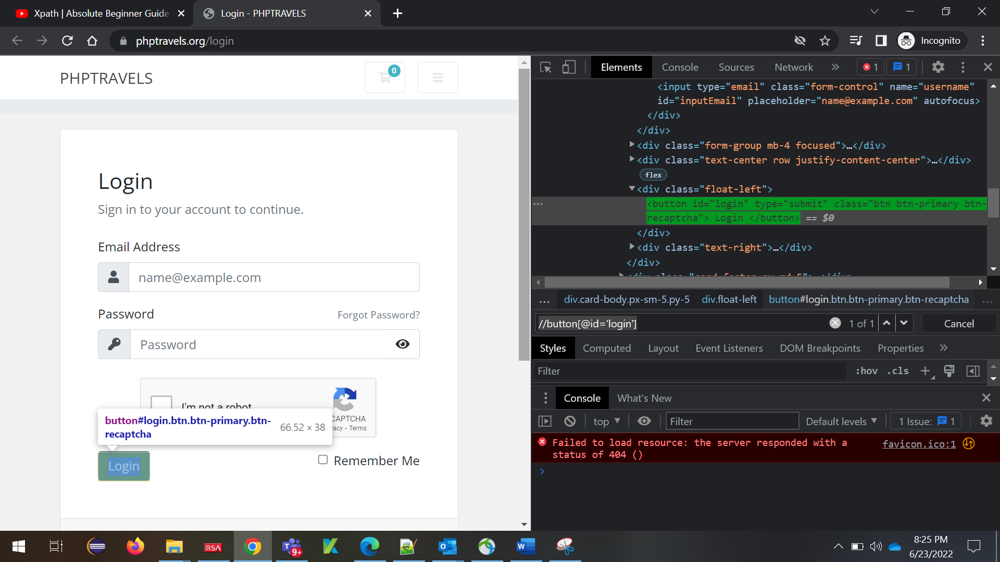 Xpath | Absolute Beginner Guide
Login - PHPTRAVELS
phptravels.org/login
Incognito
PHPTRAVELS
0
Login
Sign in to your account to continue.
Email Address
name@example.com
Password
Forgot Password?
Password
I'm not a robot
CAPTCHA
vacy - Terms
button#login.btn.btn-primary.btn-
recaptcha
66.52 × 38
Login
Remember Me
Elements
Console
Sources
Network
1
1
<input type="email" class="form-control" name="username"
id="inputEmail" placeholder="name@example.com" autofocus>
</div>
</div>
<div class="form-group mb-4 focused">…</div>
<div class="text-center row justify-content-center">…</div>
flex
<div class="float-left">
<button id="login" type="submit" class="btn btn-primary btn-
recaptcha"> Login </button> == $0
</div>
<div class="text-right">…</div>
</div>
...
div.card-body.px-sm-5.py-5
div.float-left
button#login.btn.btn-primary.btn-recaptcha
...
//button[@id='login']
1 of 1
Cancel
Styles
Computed
Layout
Event Listeners
DOM Breakpoints
Properties
Filter
:hov
.cls
Console
What's New
top
Filter
Default levels
1 Issue:
1
Failed to load resource: the server responded with a
status of 404 ()
favicon.ico:1
RSA
T
9+
O
W
8:25 PM
6/23/2022